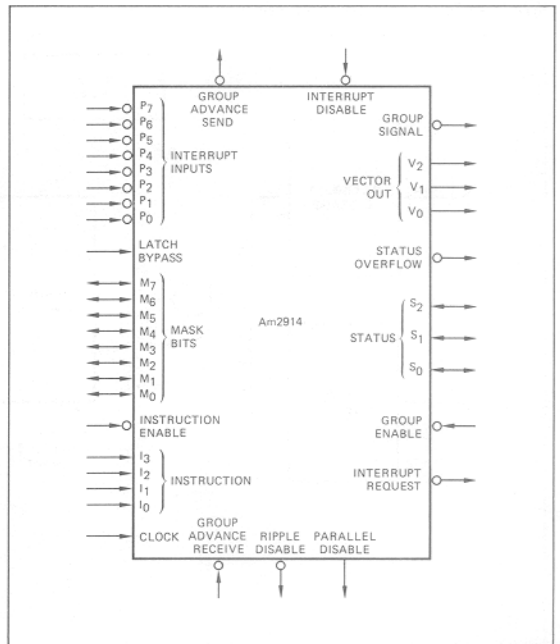 GROUP
ADVANCE
SEND
INTERRUPT
DISABLE
P7
P6
P5
P4
P3
P2
P1
P0
INTERRUPT
INPUTS
GROUP
SIGNAL
VECTOR
OUT
V2
V1
V0
LATCH
BYPASS
STATUS
OVERFLOW
M7
M6
M5
M4
M3
M2
M1
M0
MASK
BITS
Am2914
STATUS
S2
S1
S0
INSTRUCTION
ENABLE
GROUP
ENABLE
I3
I2
I1
I0
INSTRUCTION
INTERRUPT
REQUEST
CLOCK
GROUP
ADVANCE
RECEIVE
RIPPLE
DISABLE
PARALLEL
DISABLE